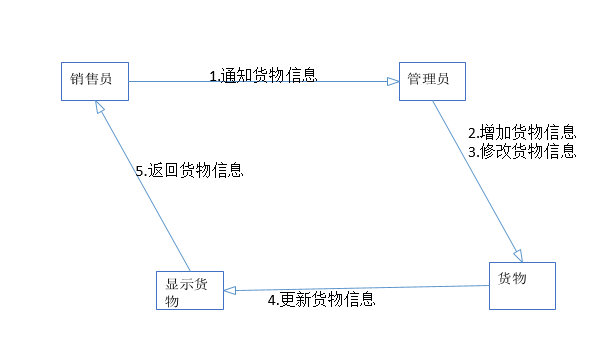 销售员
1.通知货物信息
管理员
2.增加货物信息
3.修改货物信息
5.返回货物信息
显示货
物
4.更新货物信息
货物